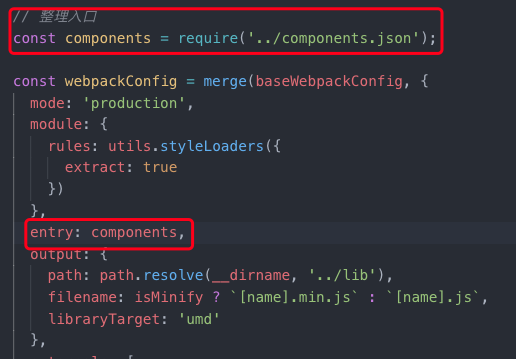 // 整理入口
const components = require('../components.json');
const webpackConfig = merge(baseWebpackConfig, {
mode: 'production',
module: {
rules: utils.styleLoaders({
extract: true
})
},
entry: components,
output: {
path: path.resolve(__dirname, '../lib'),
filename: isMinify ? `[name].min.js` : `[name].js`,
libraryTarget: 'umd'
},